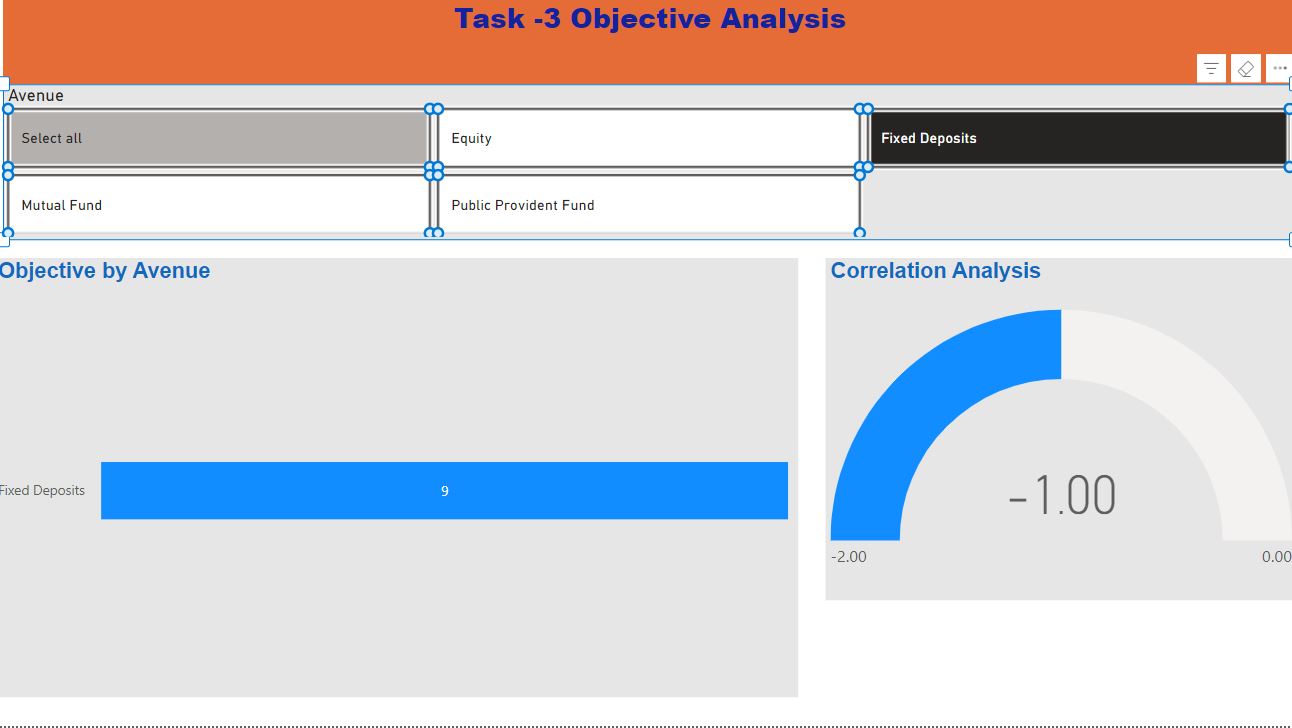 Task -3 Objective Analysis
Avenue
Select all
Equity
Fixed Deposits
Mutual Fund
Public Provident Fund
Objective by Avenue
Fixed Deposits
9
Correlation Analysis
-1.00
-2.00
0.00